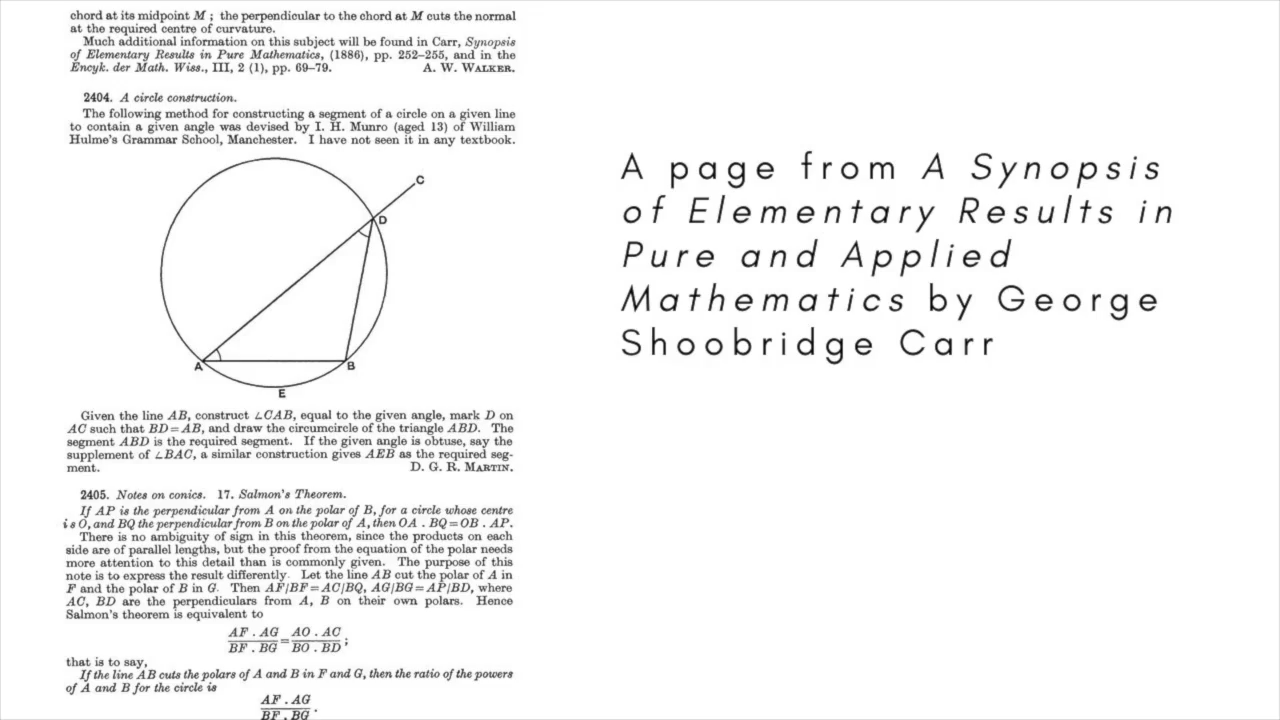 chord at its midpoint M ; the perpendicular to the chord at M cuts the normal
at the required centre of curvature.
Much additional information on this subject will be found in Carr, Synopsis
of Elementary Results in Pure Mathematics, (1886), pp. 252–255, and in the
Encyk. der Math. Wiss., III, 2 (1), pp. 69–79. A. W. WALKER.
2404. A circle construction.
The following method for constructing a segment of a circle on a given line
to contain a given angle was devised by I. H. Munro (aged 13) of William
Hulme's Grammar School, Manchester. I have not seen it in any textbook.
C
D
A
B
E
Given the line AB, construct ∠CAB, equal to the given angle, mark D on
AC such that BD = AB, and draw the circumcircle of the triangle ABD. The
segment ABD is the required segment. If the given angle is obtuse, say the
supplement of ∠BAC, a similar construction gives AEB as the required seg-
ment. D. G. R. MARTIN.
2405. Notes on conics. 17. Salmon's Theorem.
If AP is the perpendicular from A on the polar of B, for a circle whose centre
is O, and BQ the perpendicular from B on the polar of A, then OA . BQ = OB . AP.
There is no ambiguity of sign in this theorem, since the products on each
side are of parallel lengths, but the proof from the equation of the polar needs
more attention to this detail than is commonly given. The purpose of this
note is to express the result differently. Let the line AB cut the polar of A in
F and the polar of B in G. Then AF/BF = AC/BQ, AG/BG = AP/BD, where
AC, BD are the perpendiculars from A, B on their own polars. Hence
Salmon's theorem is equivalent to
AF . AG AO . AC
= ;
BF . BG BO . BD
that is to say,
If the line AB cuts the polars of A and B in F and G, then the ratio of the powers
of A and B for the circle is
AF . AG
BF . BG .
A page from A Synopsis
of Elementary Results in
Pure and Applied
Mathematics by George
Shoobridge Carr